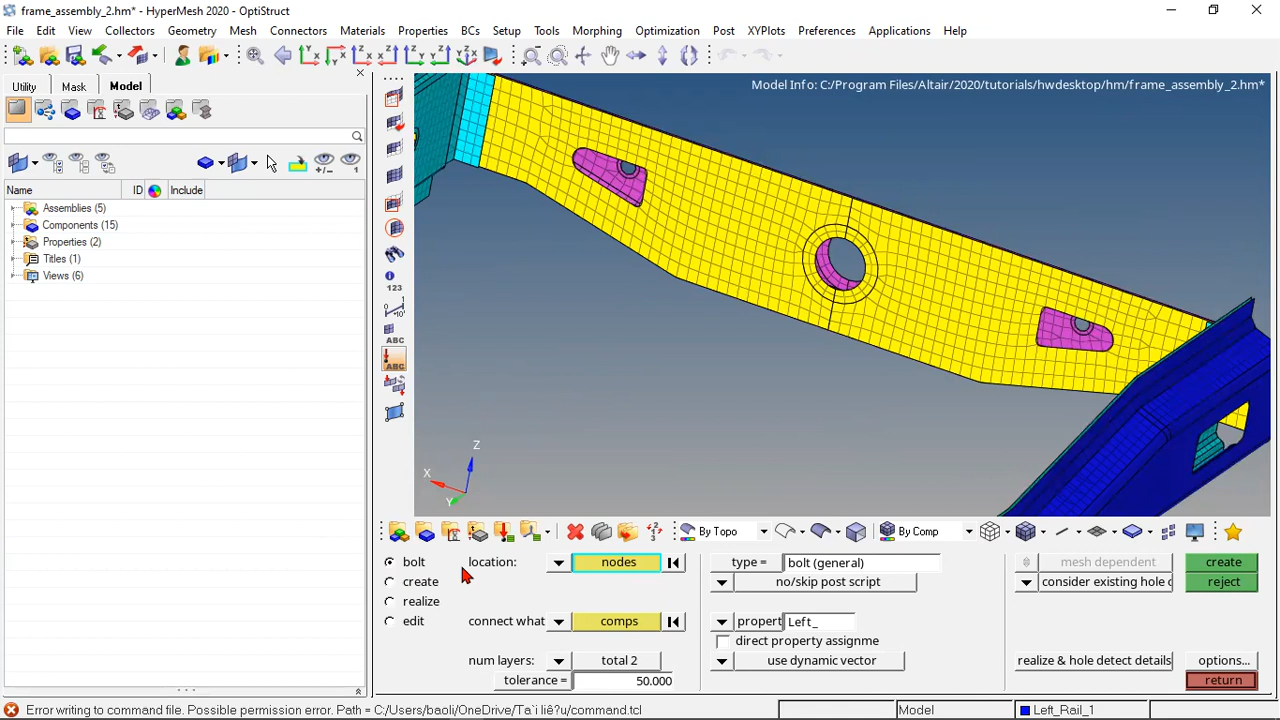 frame_assembly_2.hm* - HyperMesh 2020 - OptiStruct
File Edit View Collectors Geometry Mesh Connectors Materials Properties BCs Setup Tools Morphing Optimization Post XYPlots Preferences Applications Help
Utility Mask Model
Model Info: C:/Program Files/Altair/2020/tutorials/hwdesktop/hm/frame_assembly_2.hm*
Name ID Include
Assemblies (5)
Components (15)
Properties (2)
Titles (1)
Views (6)
123
ABC
ABC
Z
X
Y
By Topo By Comp
bolt location: nodes type = bolt (general) mesh dependent create
create no/skip post script consider existing hole o reject
realize
edit connect what comps propert Left_
direct property assignme
num layers: total 2 use dynamic vector realize & hole detect details options...
tolerance = 50.000 return
Error writing to command file. Possible permission error. Path = C:/Users/baoli/OneDrive/Ta`i liê?u/command.tcl Model Left_Rail_1